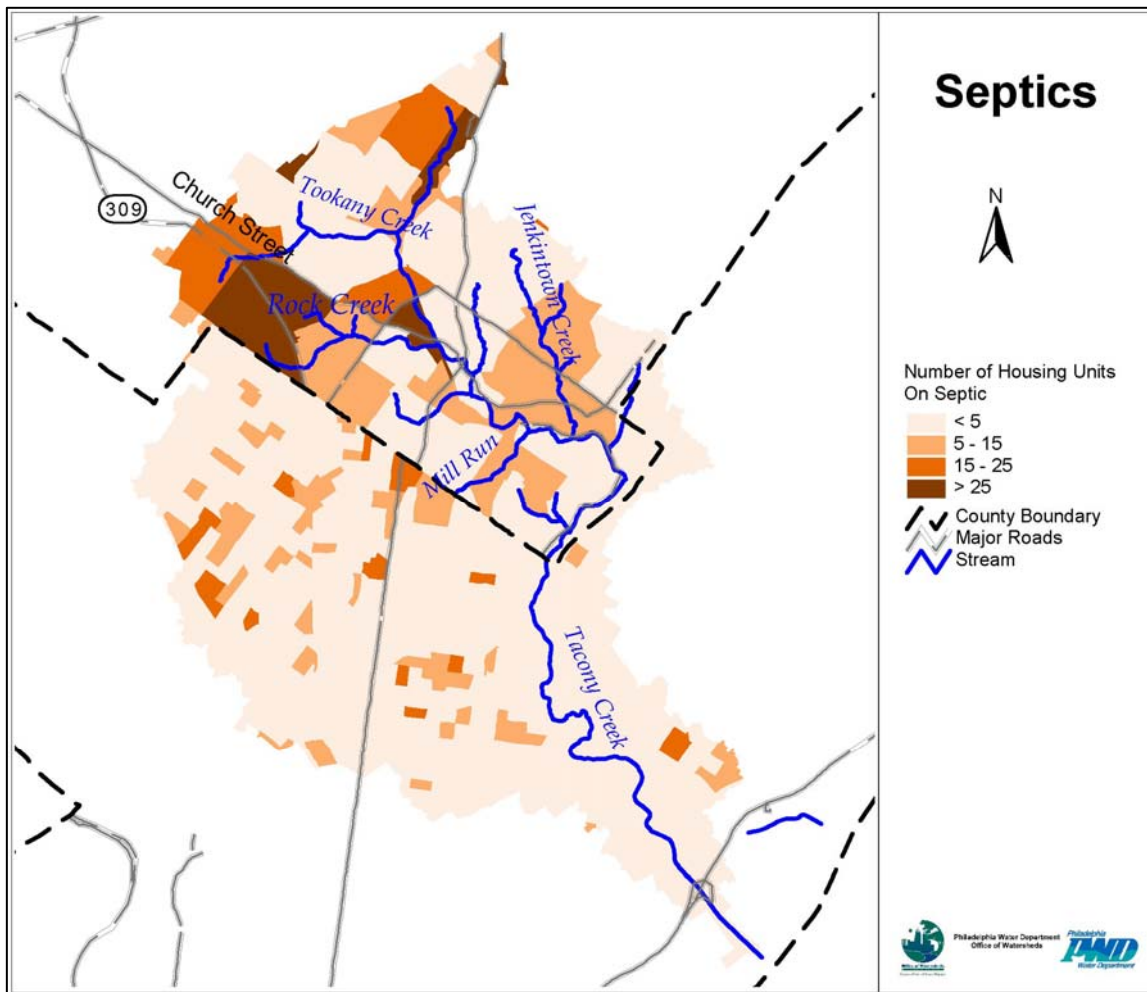 Septics
N
Church Street
309
Tookany Creek
Jenkintown Creek
Rock Creek
Mill Run
Tacony Creek
Number of Housing Units
On Septic
< 5
5 - 15
15 - 25
> 25
County Boundary
Major Roads
Stream
Philadelphia Water Department
Office of Watersheds
Philadelphia
PWD
Water Department